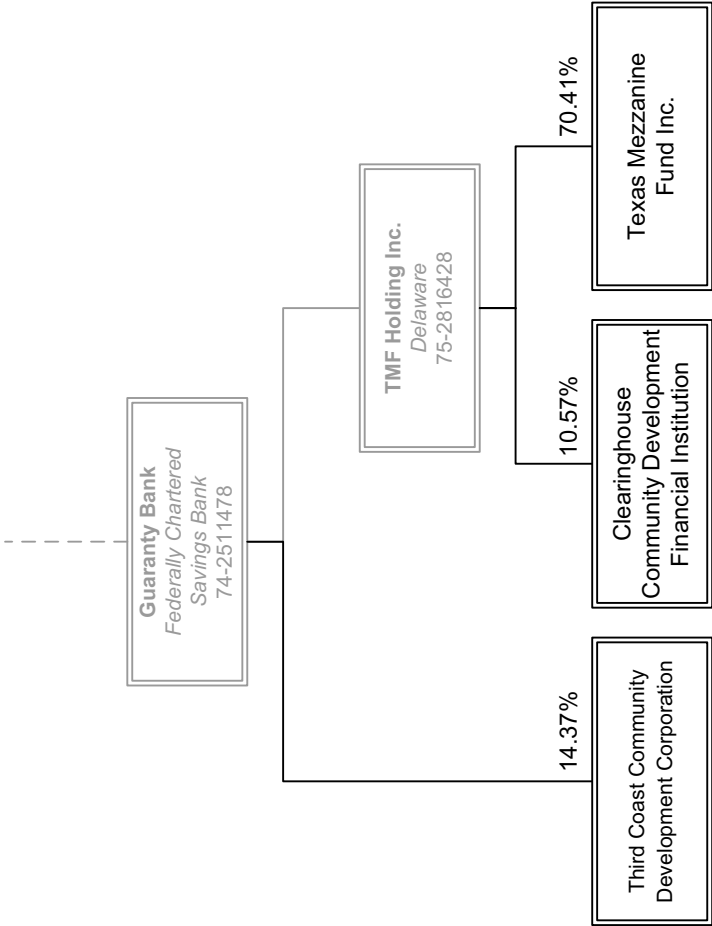 Guaranty Bank
Federally Chartered
Savings Bank
74-2511478
TMF Holding Inc.
Delaware
75-2816428
14.37%
10.57%
70.41%
Third Coast Community
Development Corporation
Clearinghouse
Community Development
Financial Institution
Texas Mezzanine
Fund Inc.